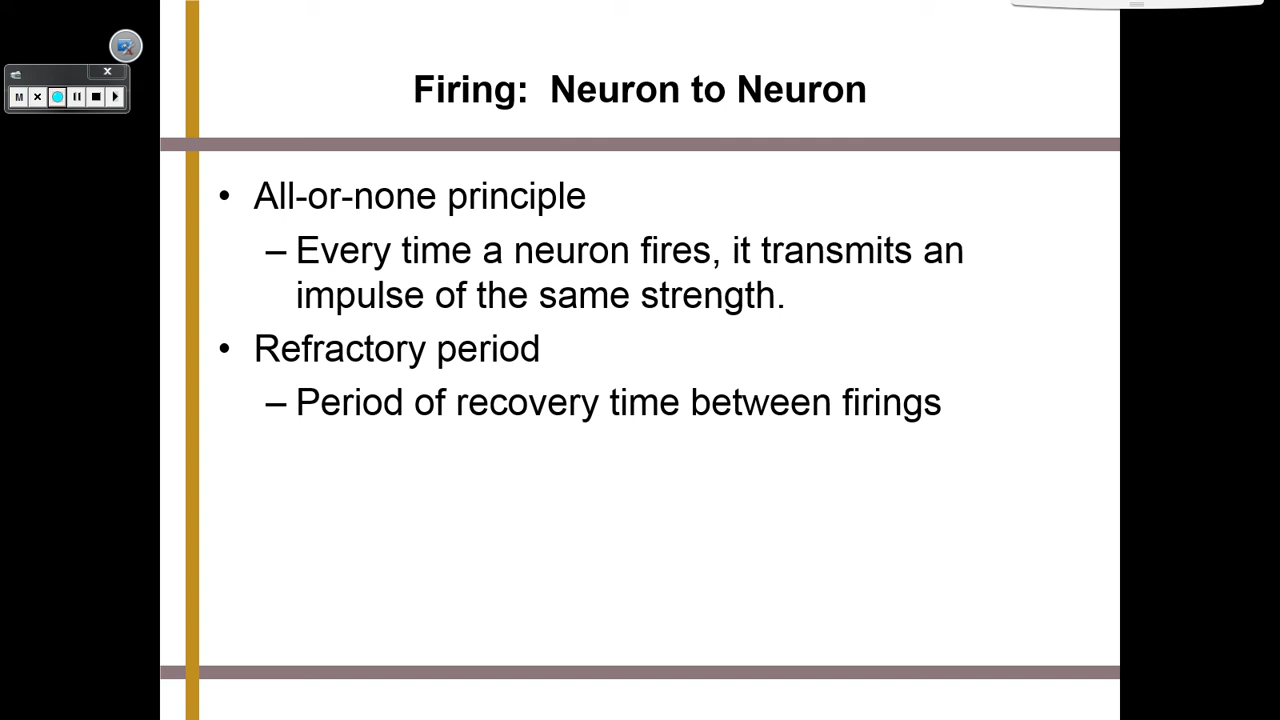 Firing:  Neuron to Neuron
M
• All-or-none principle
– Every time a neuron fires, it transmits an
impulse of the same strength.
• Refractory period
– Period of recovery time between firings